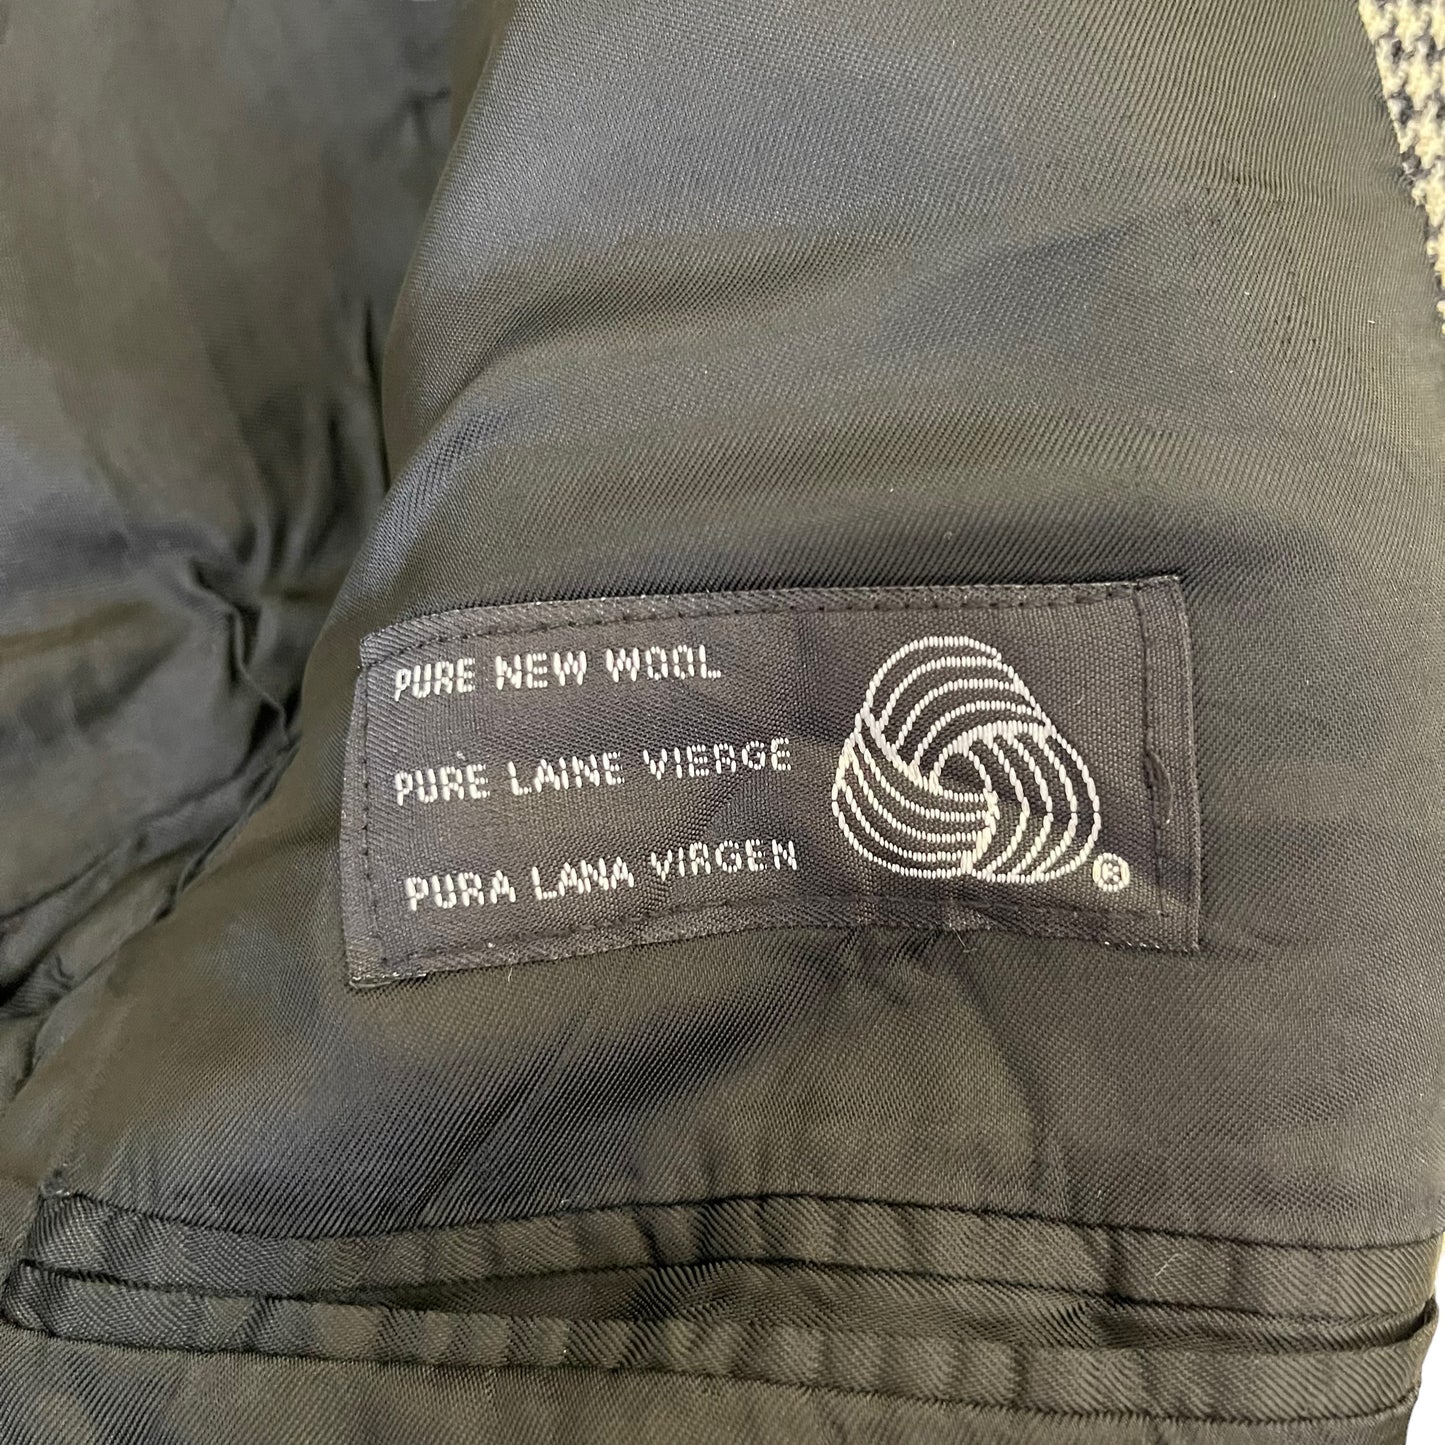 PURE NEW WOOL
PURE LAINE VIERGE
PURA LANA VIRGEN
®